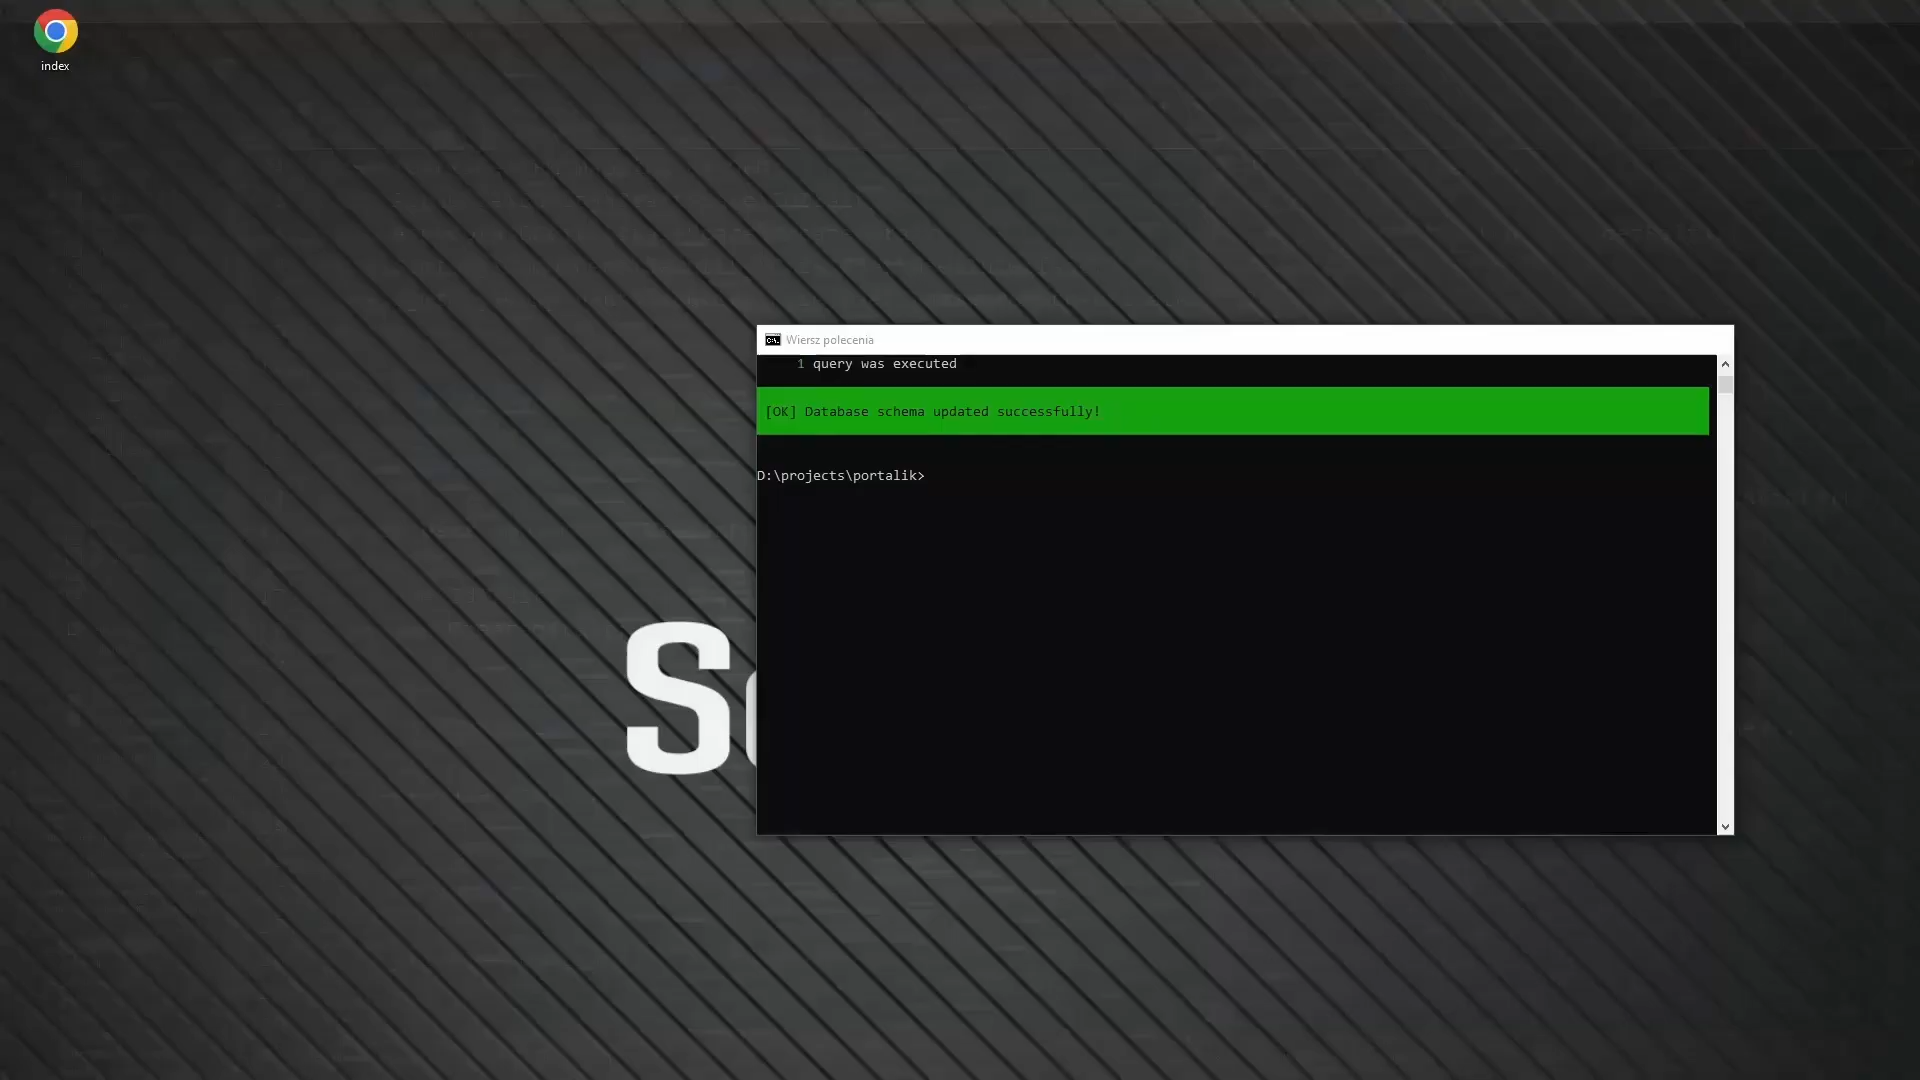 index
Wiersz polecenia
1 query was executed
[OK] Database schema updated successfully!
D:\projects\portalik>
S